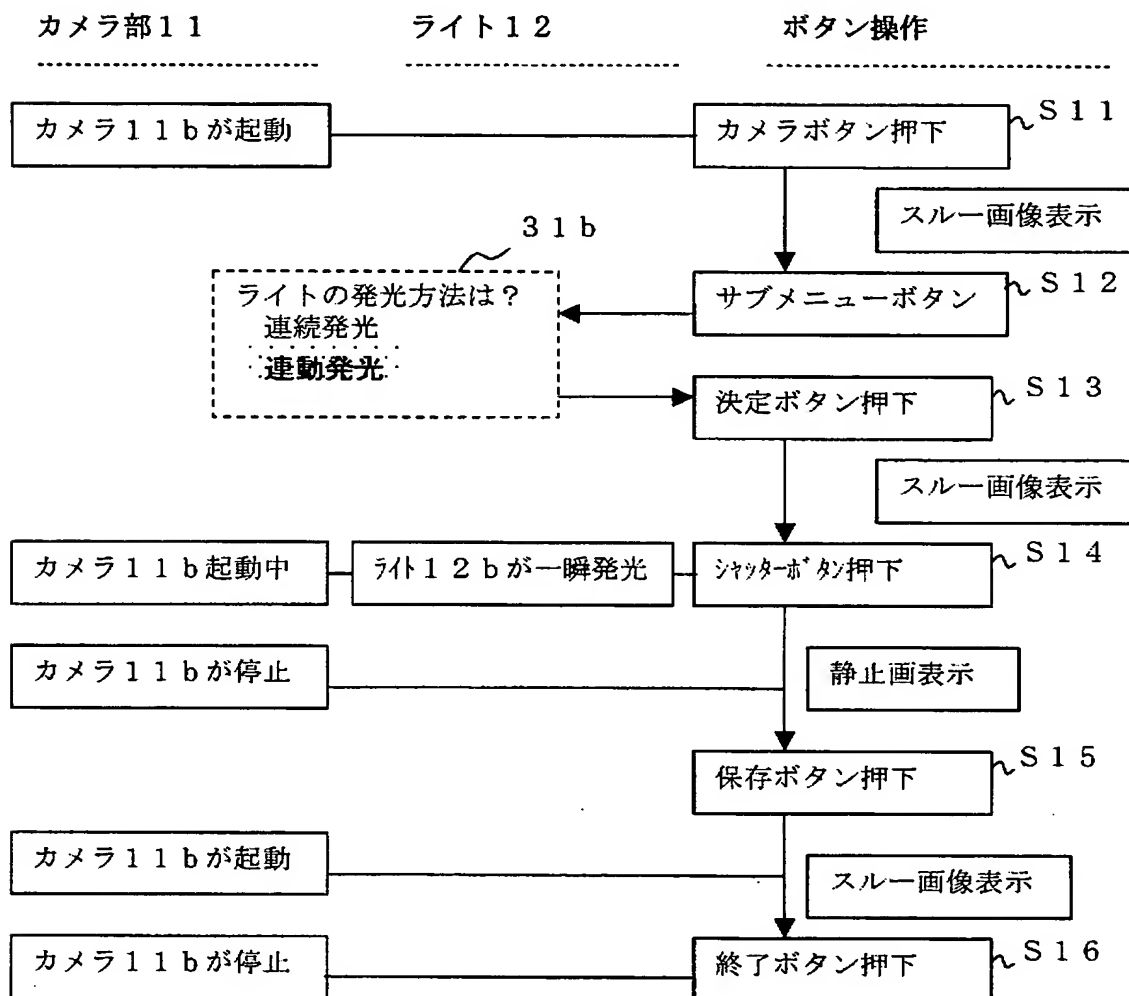 カメラ部１１
ライト１２
ボタン操作
カメラ１１ｂが起動
カメラボタン押下
Ｓ１１
スルー画像表示
３１ｂ
ライトの発光方法は？
連続発光
連動発光
サブメニューボタン
Ｓ１２
決定ボタン押下
Ｓ１３
スルー画像表示
カメラ１１ｂ起動中
ﾗｲﾄ１２ｂが一瞬発光
ｼｬｯﾀｰﾎﾞﾀﾝ押下
Ｓ１４
カメラ１１ｂが停止
静止画表示
保存ボタン押下
Ｓ１５
カメラ１１ｂが起動
スルー画像表示
カメラ１１ｂが停止
終了ボタン押下
Ｓ１６